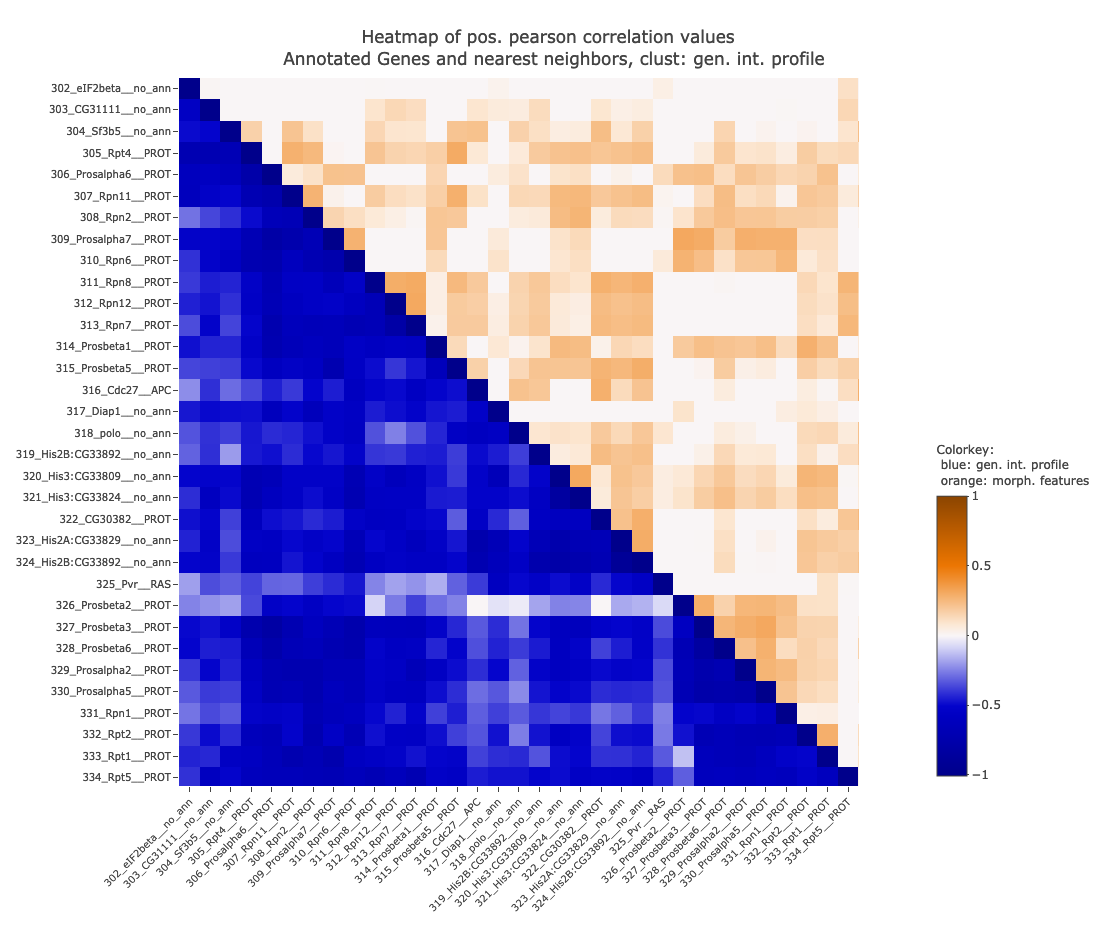 Heatmap of pos. pearson correlation values
Annotated Genes and nearest neighbors, clust: gen. int. profile
302_eIF2beta__no_ann
303_CG31111__no_ann
304_Sf3b5__no_ann
305_Rpt4__PROT
306_Prosalpha6__PROT
307_Rpn11__PROT
308_Rpn2__PROT
309_Prosalpha7__PROT
310_Rpn6__PROT
311_Rpn8__PROT
312_Rpn12__PROT
313_Rpn7__PROT
314_Prosbeta1__PROT
315_Prosbeta5__PROT
316_Cdc27__APC
317_Diap1__no_ann
318_polo__no_ann
319_His2B:CG33892__no_ann
320_His3:CG33809__no_ann
321_His3:CG33824__no_ann
322_CG30382__PROT
323_His2A:CG33829__no_ann
324_His2B:CG33892__no_ann
325_Pvr__RAS
326_Prosbeta2__PROT
327_Prosbeta3__PROT
328_Prosbeta6__PROT
329_Prosalpha2__PROT
330_Prosalpha5__PROT
331_Rpn1__PROT
332_Rpt2__PROT
333_Rpt1__PROT
334_Rpt5__PROT
302_eIF2beta__no_ann
303_CG31111__no_ann
304_Sf3b5__no_ann
305_Rpt4__PROT
306_Prosalpha6__PROT
307_Rpn11__PROT
308_Rpn2__PROT
309_Prosalpha7__PROT
310_Rpn6__PROT
311_Rpn8__PROT
312_Rpn12__PROT
313_Rpn7__PROT
314_Prosbeta1__PROT
315_Prosbeta5__PROT
316_Cdc27__APC
317_Diap1__no_ann
318_polo__no_ann
319_His2B:CG33892__no_ann
320_His3:CG33809__no_ann
321_His3:CG33824__no_ann
322_CG30382__PROT
323_His2A:CG33829__no_ann
324_His2B:CG33892__no_ann
325_Pvr__RAS
326_Prosbeta2__PROT
327_Prosbeta3__PROT
328_Prosbeta6__PROT
329_Prosalpha2__PROT
330_Prosalpha5__PROT
331_Rpn1__PROT
332_Rpt2__PROT
333_Rpt1__PROT
334_Rpt5__PROT
Colorkey:
blue: gen. int. profile
orange: morph. features
1
0.5
0
−0.5
−1